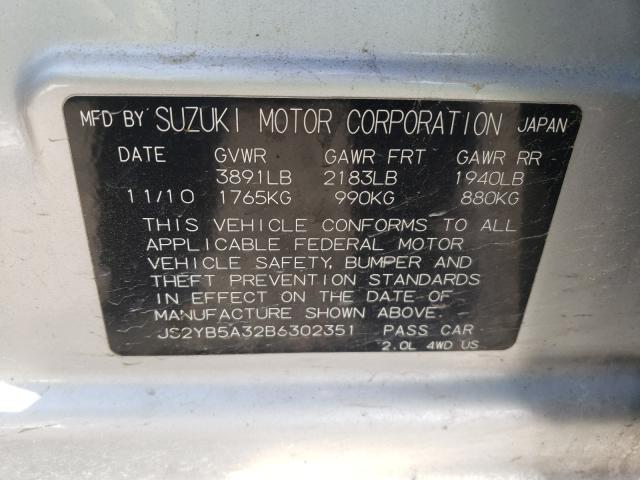 MFD BY SUZUKI MOTOR CORPORATION JAPAN
DATE GVWR GAWR FRT GAWR RR
3891LB 2183LB 1940LB
11/10 1765KG 990KG 880KG
THIS VEHICLE CONFORMS TO ALL
APPLICABLE FEDERAL MOTOR
VEHICLE SAFETY, BUMPER AND
THEFT PREVENTION STANDARDS
IN EFFECT ON THE DATE OF
MANUFACTURE SHOWN ABOVE.
JS2YB5A32B6302351 PASS CAR
2.0L 4WD US